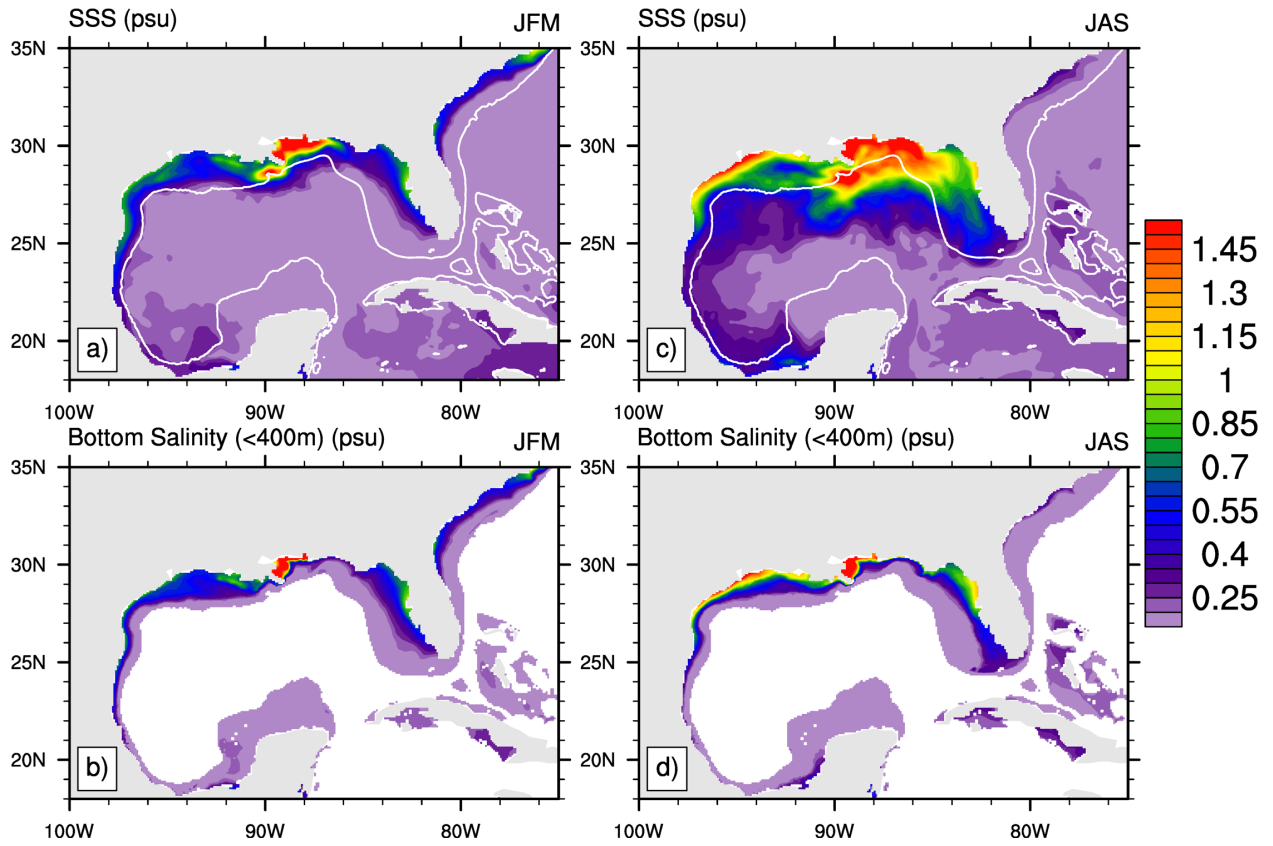 SSS (psu) JFM
35N
30N
25N
20N
a)
100W 90W 80W
SSS (psu) JAS
35N
30N
25N
20N
c)
100W 90W 80W
Bottom Salinity (<400m) (psu) JFM
35N
30N
25N
20N
b)
100W 90W 80W
Bottom Salinity (<400m) (psu) JAS
35N
30N
25N
20N
d)
100W 90W 80W
1.45
1.3
1.15
1
0.85
0.7
0.55
0.4
0.25